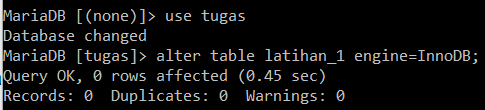 MariaDB [(none)]> use tugas
Database changed
MariaDB [tugas]> alter table latihan_1 engine=InnoDB;
Query OK, 0 rows affected (0.45 sec)
Records: 0  Duplicates: 0  Warnings: 0